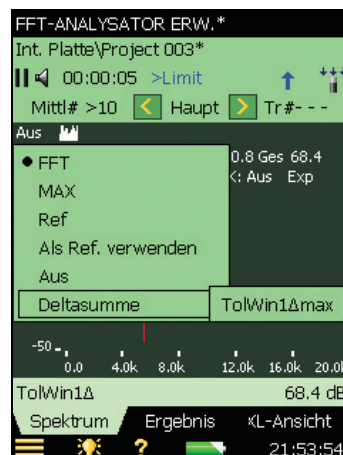 FFT-ANALYSATOR ERW.*
Int. Platte\Project 003*
00:00:05 >Limit
Mittl# >10 < Haupt > Tr#- - -
Aus
FFT
0.8 Ges 68.4
MAX
: Aus Exp
Ref
Als Ref. verwenden
Aus
Deltasumme
TolWin1Δmax
-50
0.0 4.0k 8.0k 12.0k 16.0k 20.0k
TolWin1Δ 68.4 dB
Spektrum Ergebnis KL-Ansicht
? 21:53:54